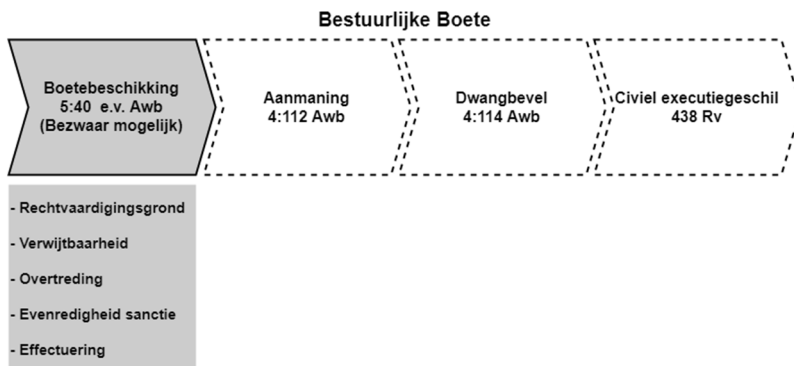 Bestuurlijke Boete
Boetebeschikking
5:40 e.v. Awb
(Bezwaar mogelijk)
Aanmaning
4:112 Awb
Dwangbevel
4:114 Awb
Civiel executiegeschil
438 Rv
- Rechtvaardigingsgrond
- Verwijtbaarheid
- Overtreding
- Evenredigheid sanctie
- Effectuering